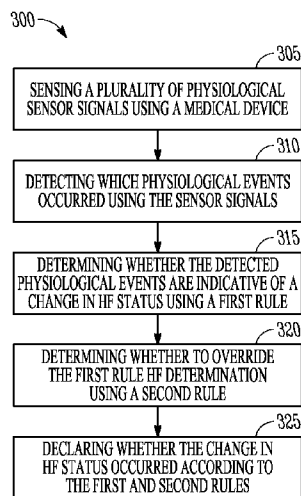 300
305
SENSING A PLURALITY OF PHYSIOLOGICAL
SENSOR SIGNALS USING A MEDICAL
DEVICE
310
DETECTING WHICH PHYSIOLOGICAL EVENTS
OCCURRED USING THE SENSOR SIGNALS
315
DETERMINING WHETHER THE DETECTED
PHYSIOLOGICAL EVENTS ARE INDICATIVE OF A
CHANGE IN HF STATUS USING A FIRST RULE
320
DETERMINING WHETHER TO OVERRIDE
THE FIRST RULE HF DETERMINATION
USING A SECOND RULE
325
DECLARING WHETHER THE CHANGE IN
HF STATUS OCCURRED ACCORDING TO
THE FIRST AND SECOND RULES